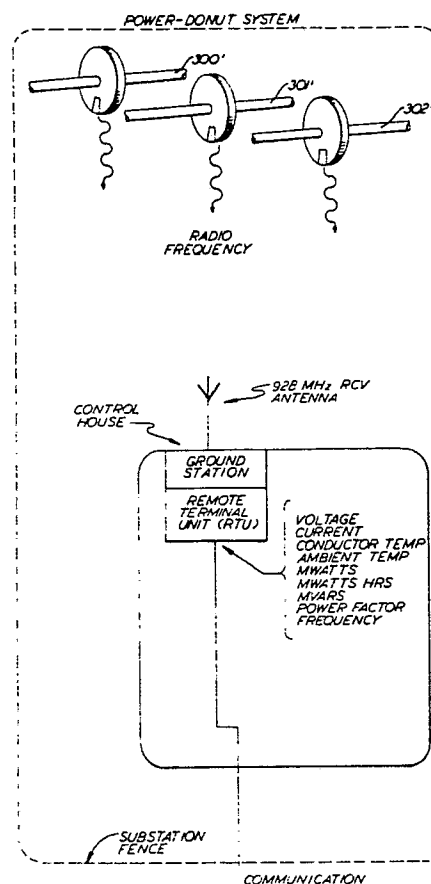 POWER-DONUT SYSTEM
300'
301'
302'
RADIO
FREQUENCY
928 MHz RCV
ANTENNA
CONTROL
HOUSE
GROUND
STATION
REMOTE
TERMINAL
UNIT (RTU)
VOLTAGE
CURRENT
CONDUCTOR TEMP
AMBIENT TEMP
MWATTS
MWATTS HRS
MVARS
POWER FACTOR
FREQUENCY
SUBSTATION
FENCE
COMMUNICATION